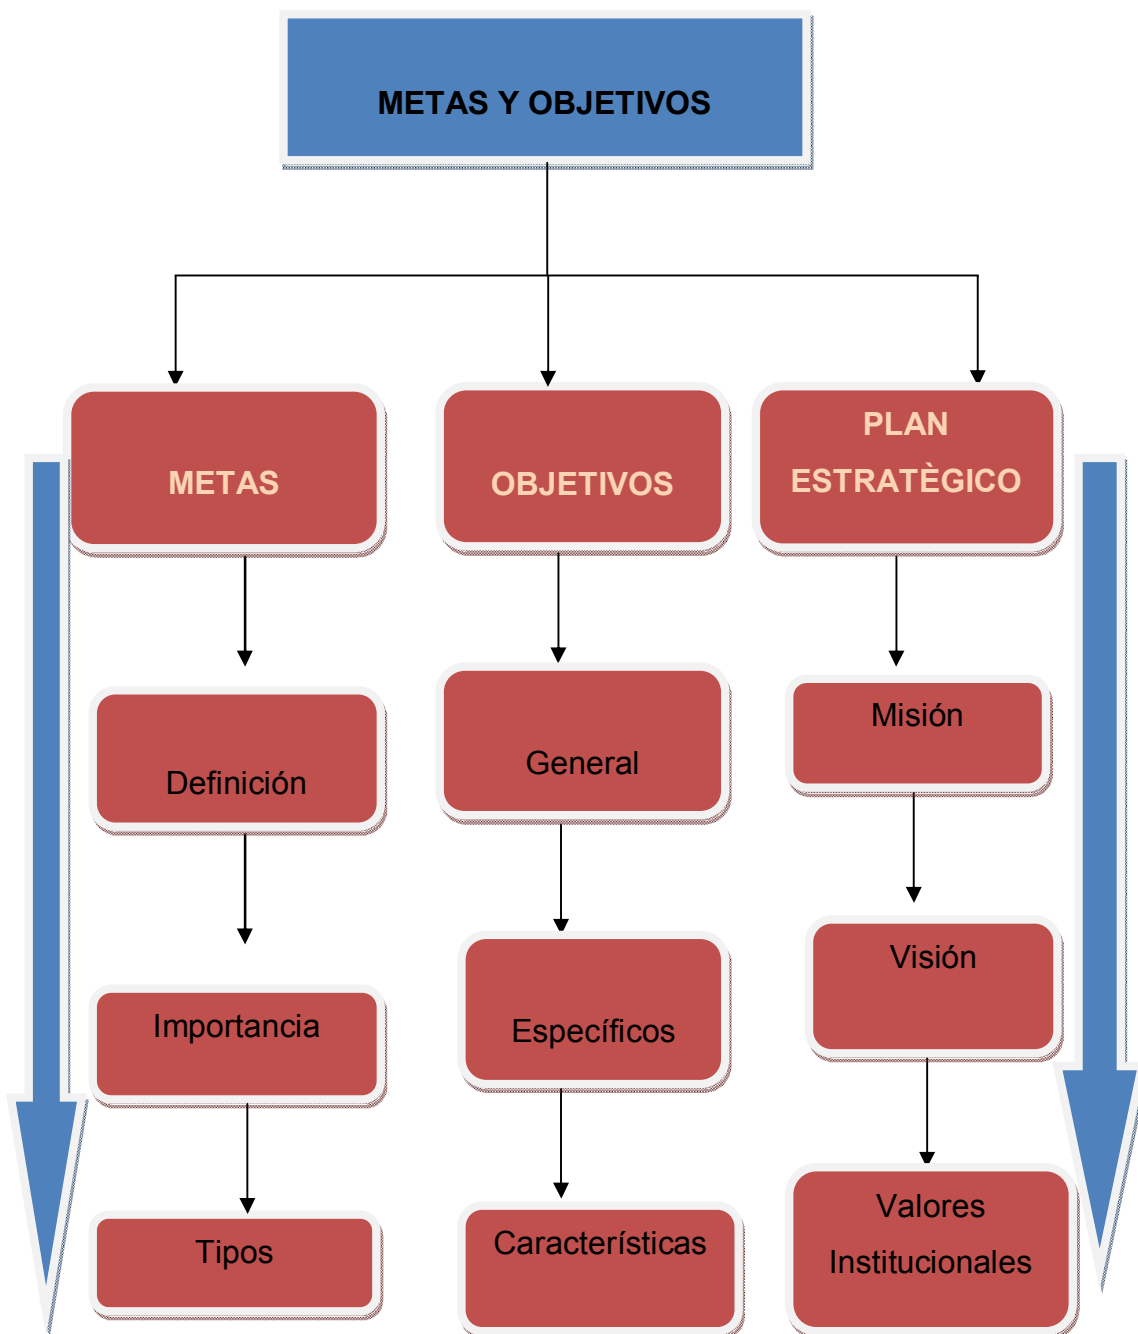 METAS Y OBJETIVOS
METAS
OBJETIVOS
PLAN
ESTRATÈGICO
Definición
General
Misión
Importancia
Específicos
Visión
Tipos
Características
Valores
Institucionales